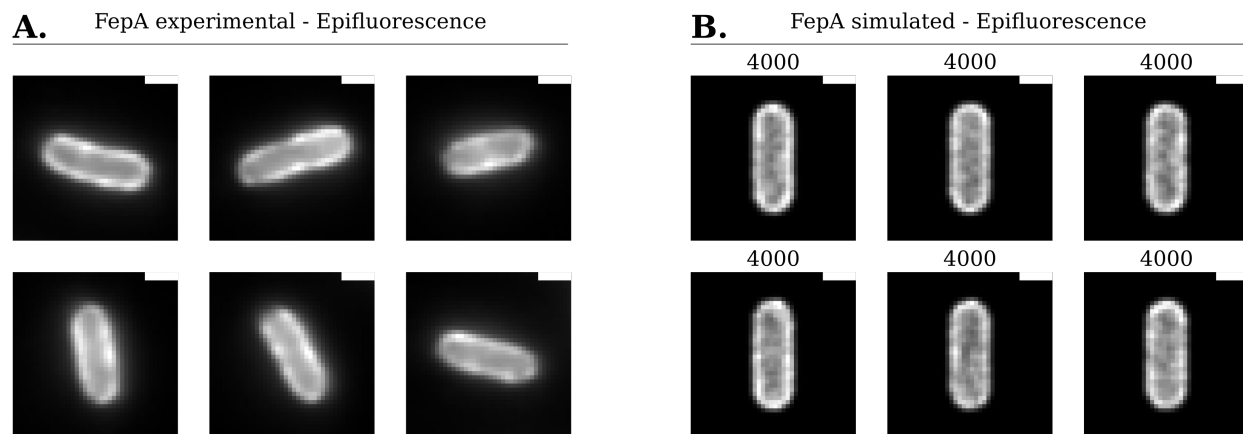 A. FepA experimental - Epifluorescence
B. FepA simulated - Epifluorescence
4000 4000 4000
4000 4000 4000